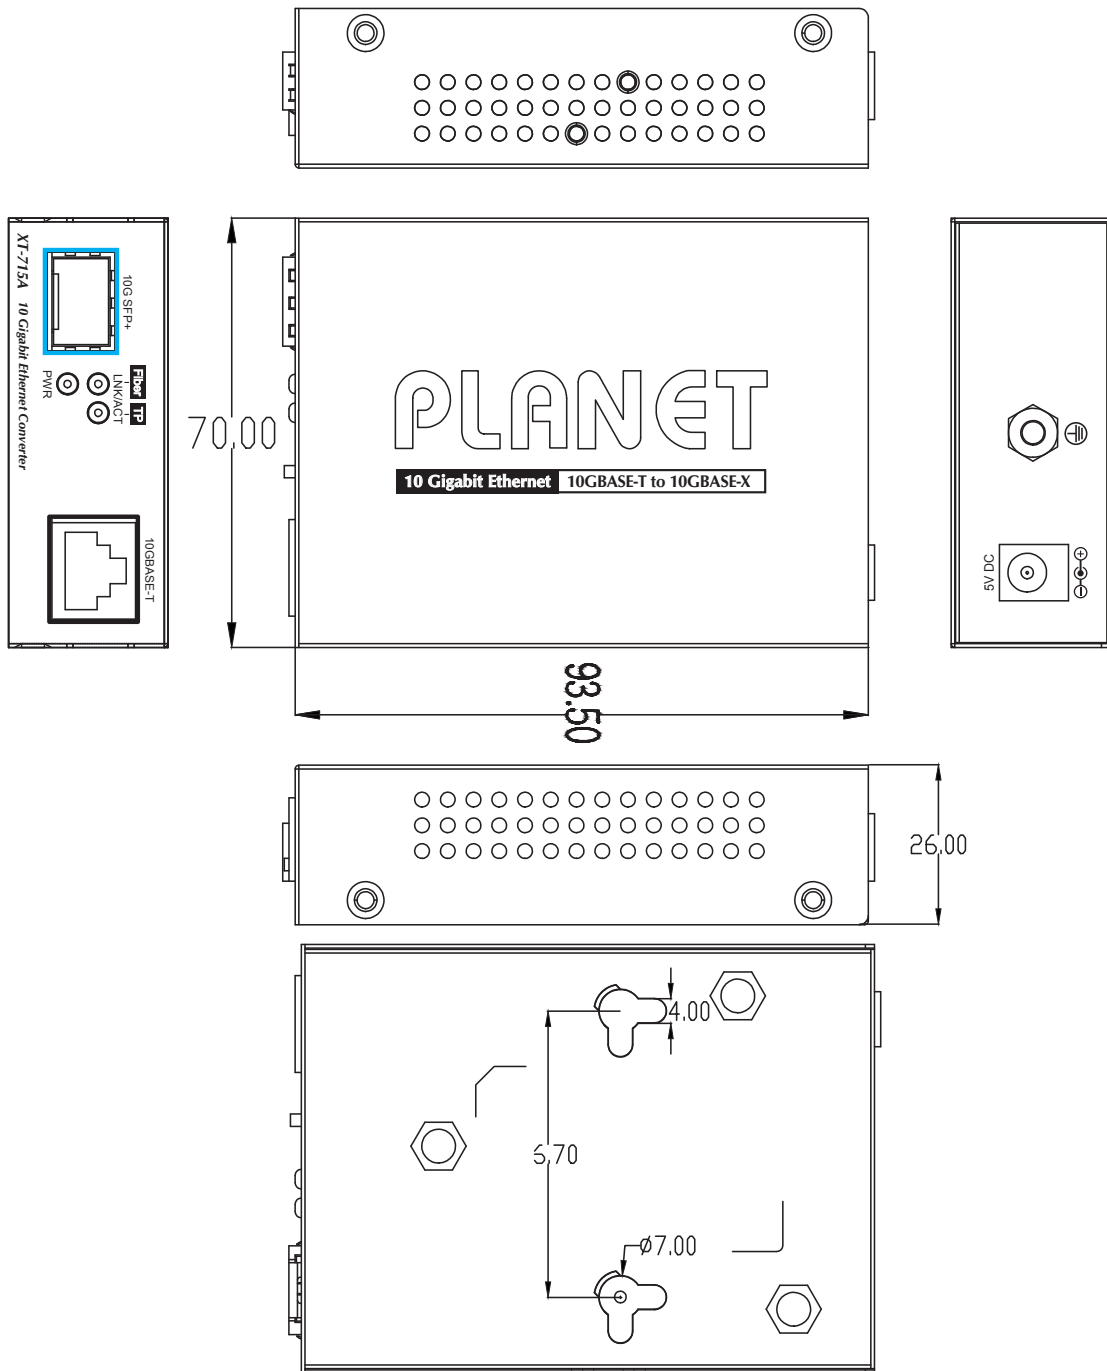 XT-715A 10 Gigabit Ethernet Converter
10G SFP+
Fiber TP
LNK/ACT
PWR
10GBASE-T
70.00
PLANET
10 Gigabit Ethernet 10GBASE-T to 10GBASE-X
5V DC
93.50
26.00
4.00
6.70
Ø7.00